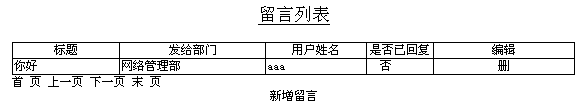 留言列表
标题 发给部门 用户姓名 是否已回复 编辑
你好 网络管理部 aaa 否 删
首 页 上一页 下一页 末 页
新增留言